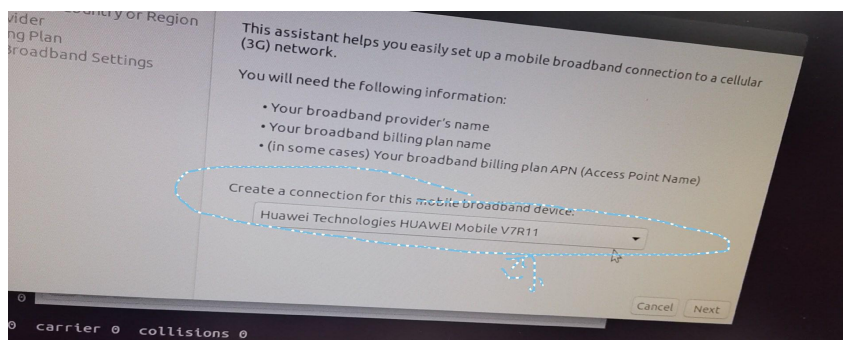 or Region
ng Plan
Broadband Settings
This assistant helps you easily set up a mobile broadband connection to a cellular
(3G) network.
You will need the following information:
• Your broadband provider's name
• Your broadband billing plan name
• (in some cases) Your broadband billing plan APN (Access Point Name)
Create a connection for this mobile broadband device:
Huawei Technologies HUAWEI Mobile V7R11
Cancel Next
0
0 carrier 0 collisions 0